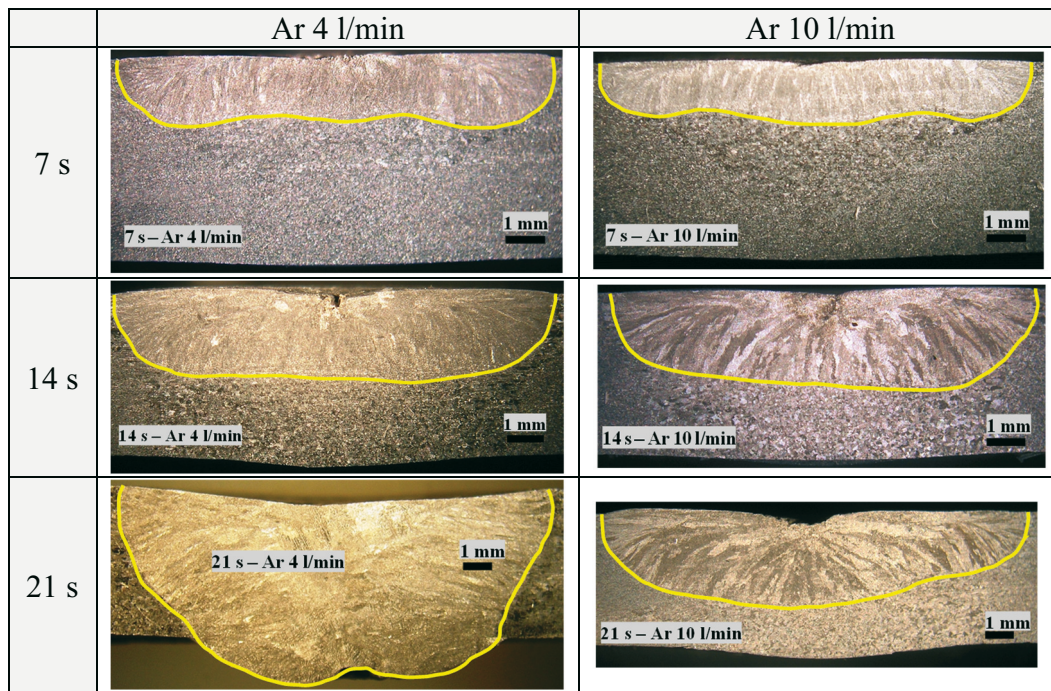 Ar 4 l/min
Ar 10 l/min
7 s
7 s – Ar 4 l/min
1 mm
7 s – Ar 10 l/min
1 mm
14 s
14 s – Ar 4 l/min
1 mm
14 s – Ar 10 l/min
1 mm
21 s
21 s – Ar 4 l/min
1 mm
21 s – Ar 10 l/min
1 mm